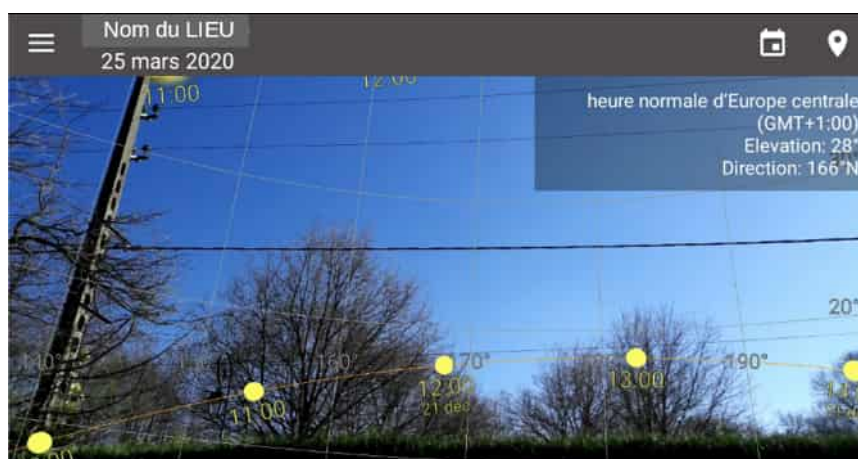 Nom du LIEU
25 mars 2020
11:00
12:00
heure normale d'Europe centrale
(GMT+1:00)
Elevation: 28°
Direction: 166°N
20°
160°
170°
190°
12:00
21 dec
13:00
11:00